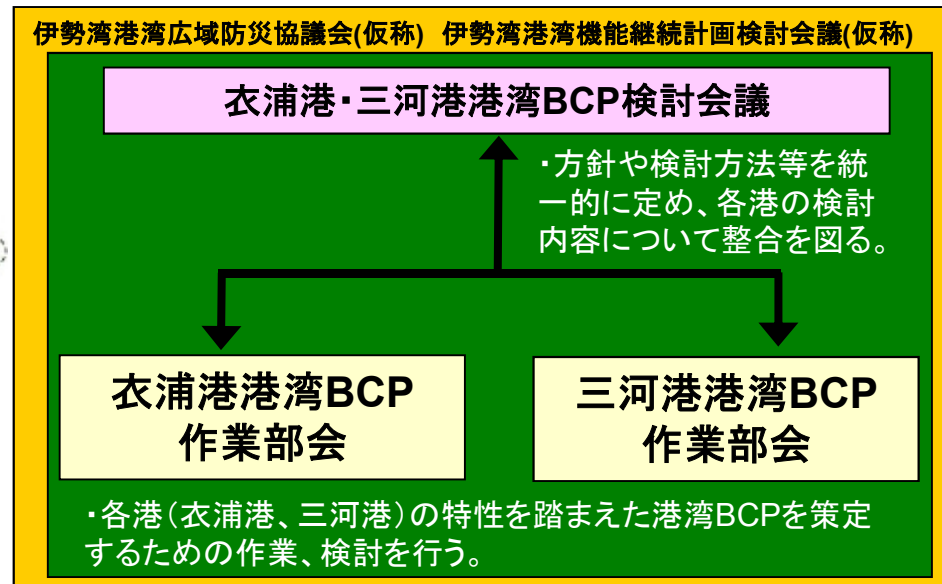 伊勢湾港湾広域防災協議会(仮称) 伊勢湾港湾機能継続計画検討会議(仮称)
衣浦港・三河港港湾BCP検討会議
・方針や検討方法等を統
一的に定め、各港の検討
内容について整合を図る。
衣浦港港湾BCP
作業部会
三河港港湾BCP
作業部会
・各港(衣浦港、三河港)の特性を踏まえた港湾BCPを策定
するための作業、検討を行う。